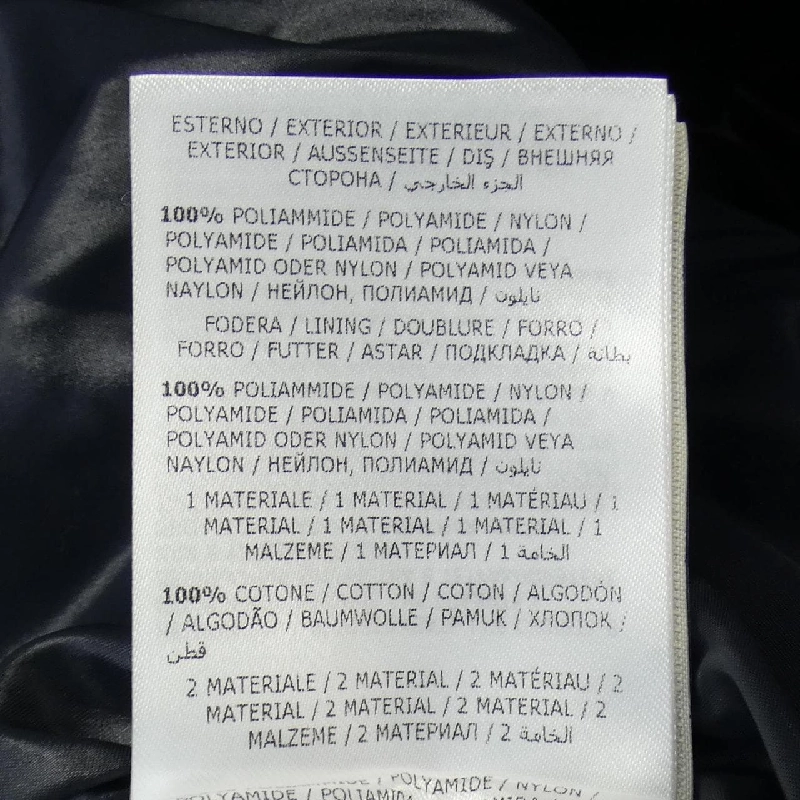 ESTERNO / EXTERIOR / EXTERIEUR / EXTERNO /
EXTERIOR / AUSSENSEITE / DIŞ / ВНЕШНЯЯ
СТОРОНА / الجزء الخارجي
100% POLIAMMIDE / POLYAMIDE / NYLON /
POLYAMIDE / POLIAMIDA / POLIAMIDA /
POLYAMID ODER NYLON / POLYAMID VEYA
NAYLON / НЕЙЛОН, ПОЛИАМИД / نايلون
FODERA / LINING / DOUBLURE / FORRO /
FORRO / FUTTER / ASTAR / ПОДКЛАДКА / بطانة
100% POLIAMMIDE / POLYAMIDE / NYLON /
POLYAMIDE / POLIAMIDA / POLIAMIDA /
POLYAMID ODER NYLON / POLYAMID VEYA
NAYLON / НЕЙЛОН, ПОЛИАМИД / نايلون
1 MATERIALE / 1 MATERIAL / 1 MATÉRIAU / 1
MATERIAL / 1 MATERIAL / 1 MATERIAL / 1
MALZEME / 1 МАТЕРИАЛ / 1 الخامة
100% COTONE / COTTON / COTON / ALGODÓN
/ ALGODÃO / BAUMWOLLE / PAMUK / ХЛОПОК /
قطن
2 MATERIALE / 2 MATERIAL / 2 MATÉRIAU / 2
MATERIAL / 2 MATERIAL / 2 MATERIAL / 2
MALZEME / 2 МАТЕРИАЛ / 2 الخامة
/ POLYAMIDE / NYLON /
POLYAMIDE / POLIAMIDA /